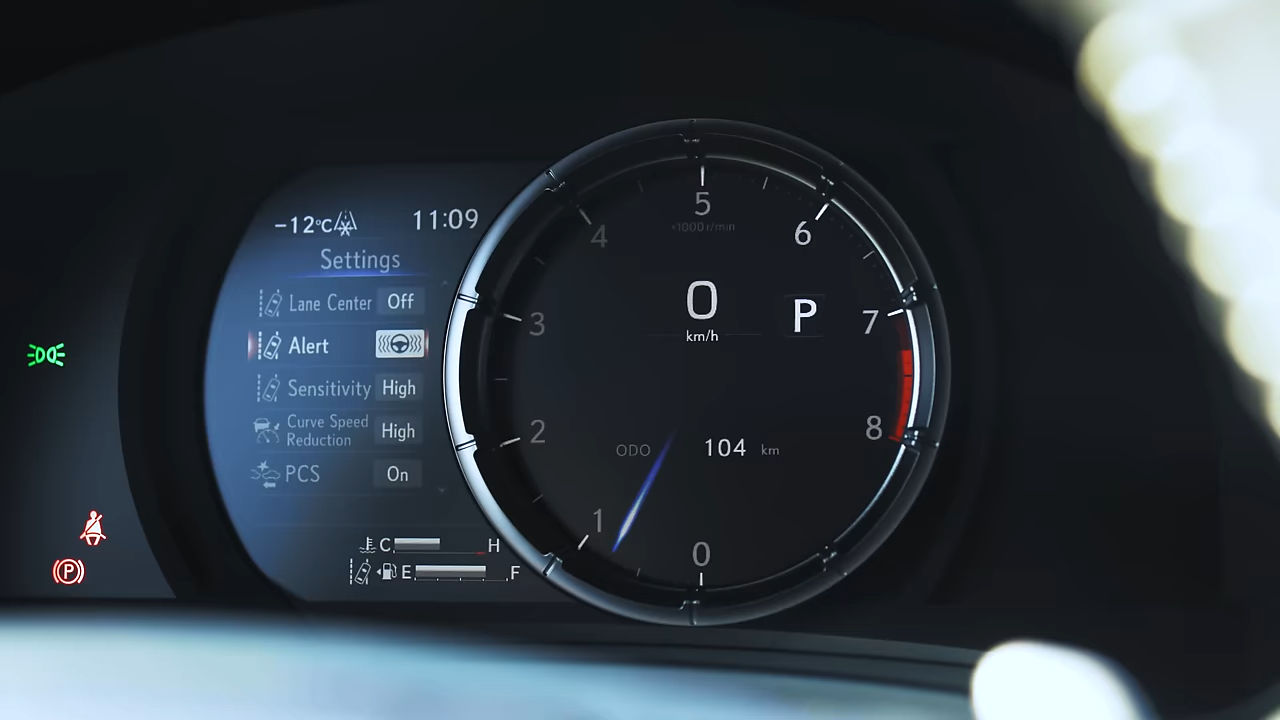 -12°C 11:09
Settings
Lane Center Off
Alert
Sensitivity High
Curve Speed
Reduction High
PCS On
C H
E F
5
×1000 r/min
4 6
0
km/h
P
3 7
2 8
ODO 104 km
1
0
P